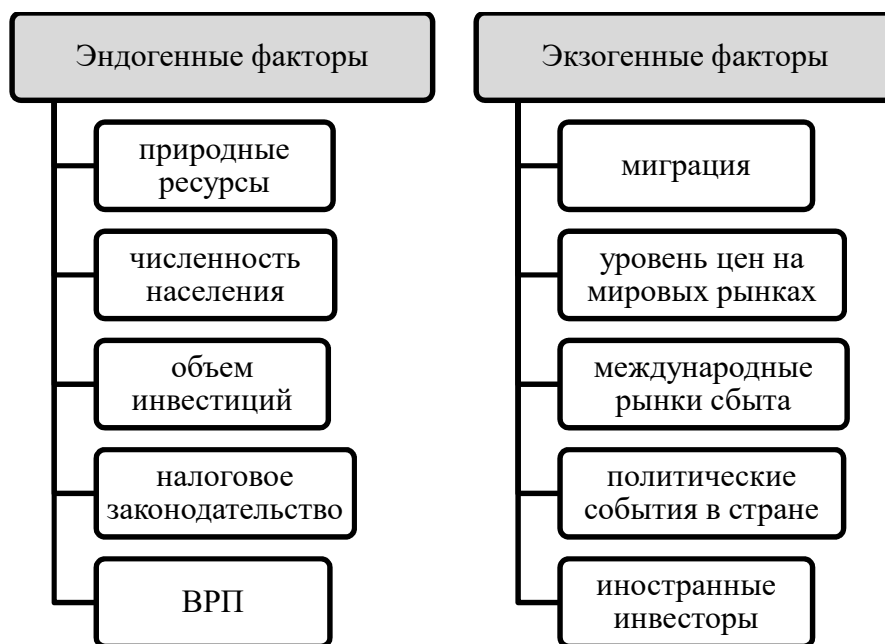 Эндогенные факторы
природные
ресурсы
численность
населения
объем
инвестиций
налоговое
законодательство
ВРП
Экзогенные факторы
миграция
уровень цен на
мировых рынках
международные
рынки сбыта
политические
события в стране
иностранные
инвесторы